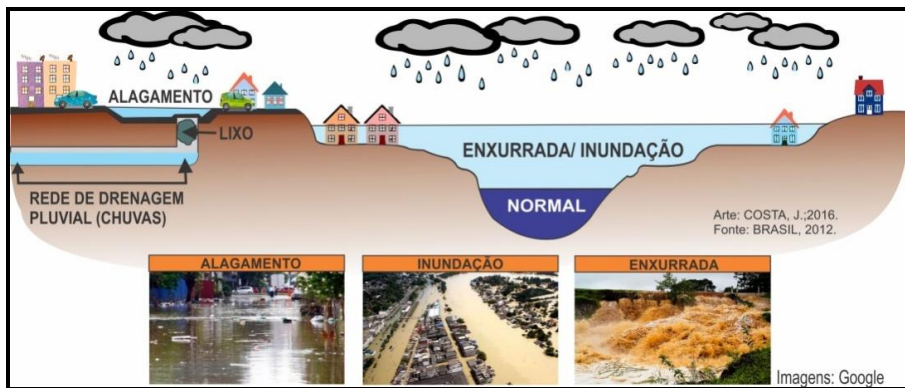 ALAGAMENTO
LIXO
REDE DE DRENAGEM
PLUVIAL (CHUVAS)
ENXURRADA/ INUNDAÇÃO
NORMAL
Arte: COSTA, J.;2016.
Fonte: BRASIL, 2012.
ALAGAMENTO
INUNDAÇÃO
ENXURRADA
Imagens: Google